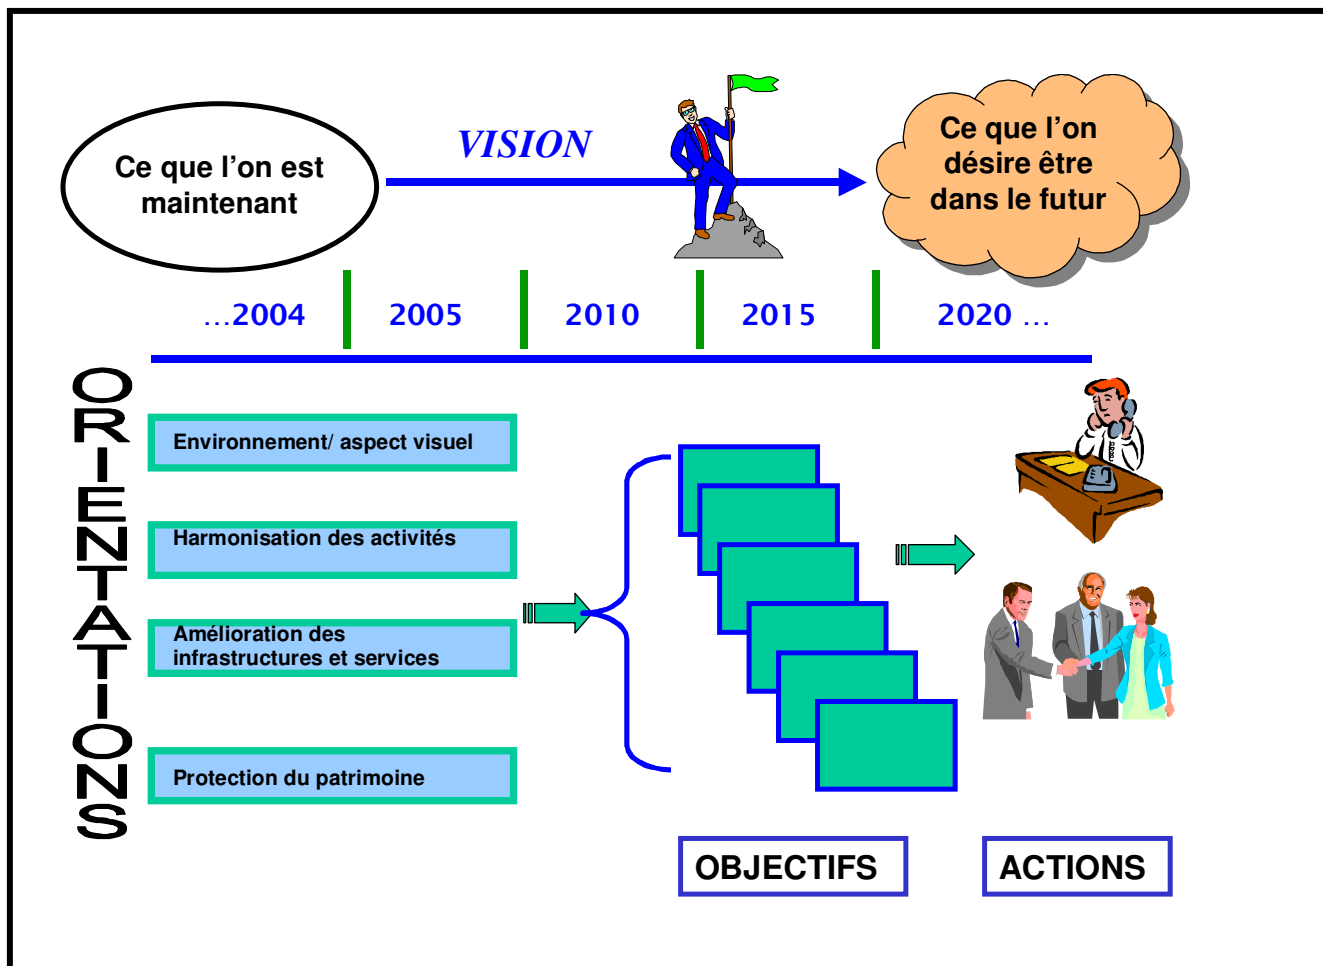 Ce que l'on est
maintenant
VISION
Ce que l'on
désire être
dans le futur
...2004
2005
2010
2015
2020 ...
ORIENTATIONS
Environnement/ aspect visuel
Harmonisation des activités
Amélioration des
infrastructures et services
Protection du patrimoine
OBJECTIFS
ACTIONS